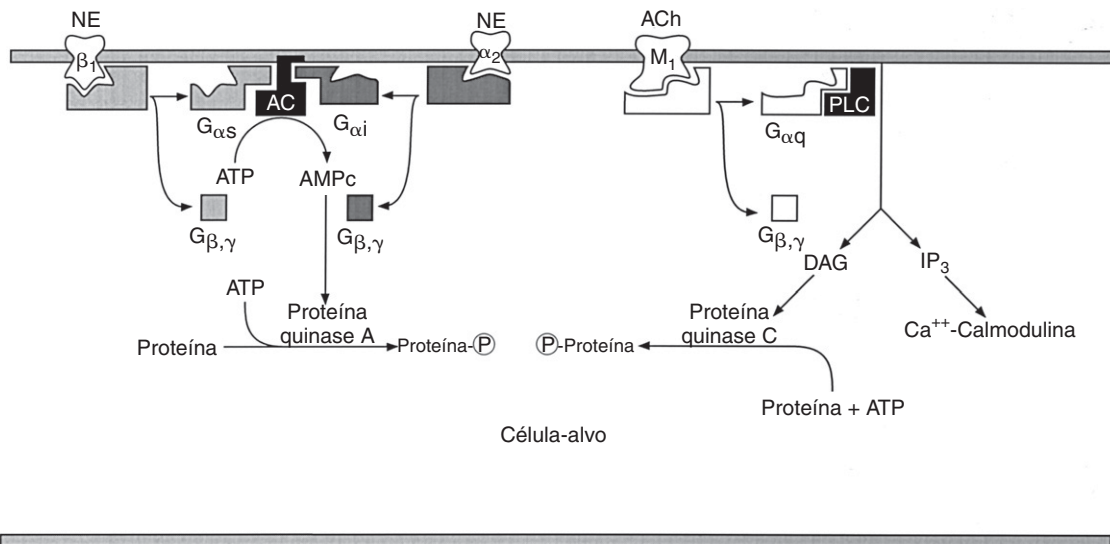 NE
NE
ACh
β1
α2
M1
AC
PLC
Gαs
Gαi
Gαq
ATP
AMPc
Gβ,γ
Gβ,γ
Gβ,γ
DAG
IP3
ATP
Proteína
quinase A
Proteína
quinase C
Ca++-Calmodulina
Proteína
Proteína-P
P-Proteína
Proteína + ATP
Célula-alvo